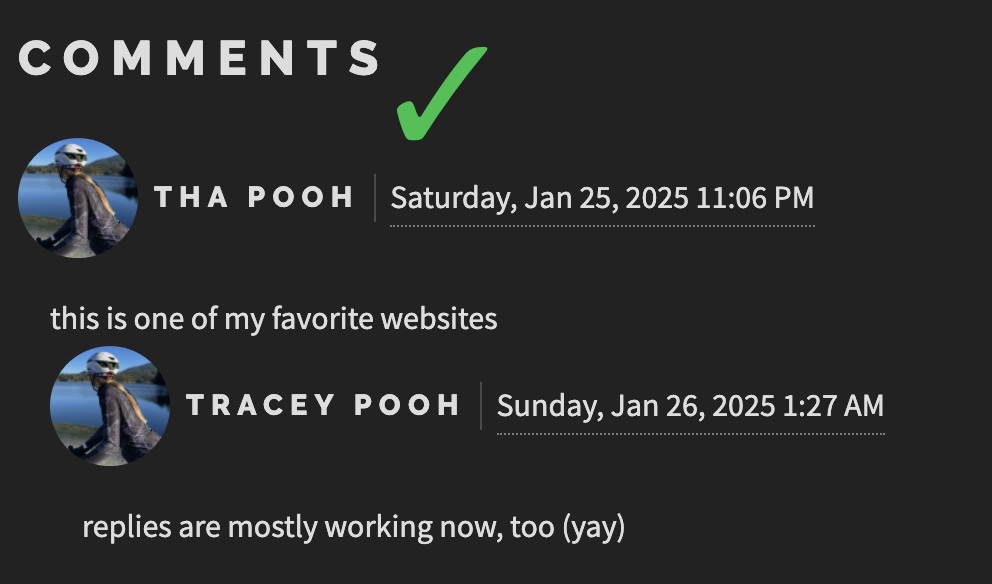 COMMENTS
THA POOH
Saturday, Jan 25, 2025 11:06 PM
this is one of my favorite websites
TRACEY POOH
Sunday, Jan 26, 2025 1:27 AM
replies are mostly working now, too (yay)